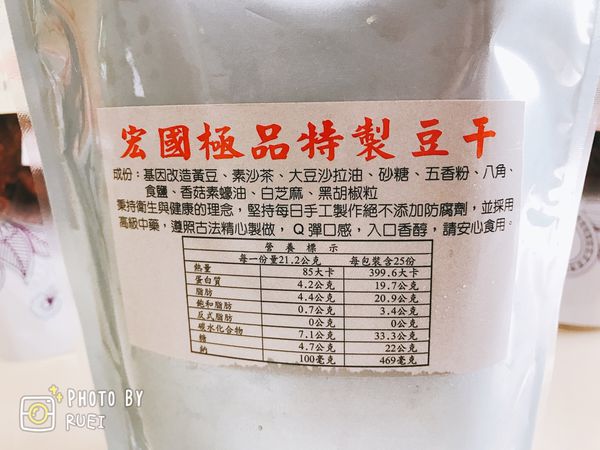 宏國極品特製豆干
成份：基因改造黃豆、素沙茶、大豆沙拉油、砂糖、五香粉、八角、
食鹽、香菇素蠔油、白芝麻、黑胡椒粒
秉持衛生與健康的理念，堅持每日手工製作絕不添加防腐劑，並採用
高級中藥，遵照古法精心製做，Q彈口感，入口香醇，請安心食用。
營養標示
每一份量21.2公克 每包裝含25份
熱量 85大卡 399.6大卡
蛋白質 4.2公克 19.7公克
脂肪 4.4公克 20.9公克
飽和脂肪 0.7公克 3.4公克
反式脂肪 0公克 0公克
碳水化合物 7.1公克 33.3公克
糖 4.7公克 22公克
鈉 100毫克 469毫克
PHOTO BY
RUEI